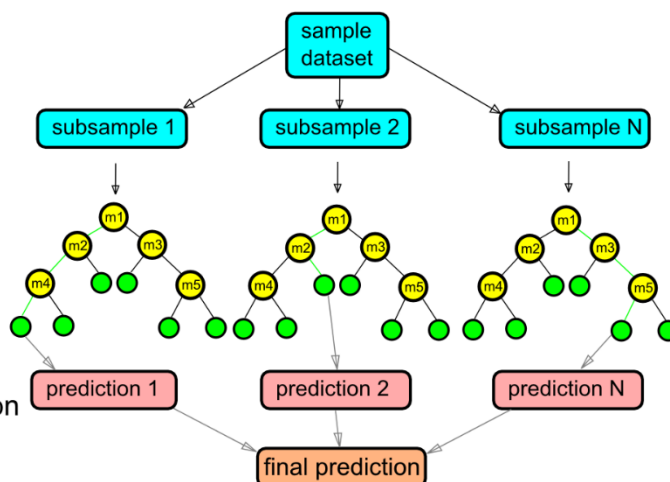 sample
dataset
subsample 1
subsample 2
subsample N
m1
m1
m1
m2
m3
m2
m3
m2
m3
m4
m5
m4
m5
m4
m5
prediction 1
prediction 2
prediction N
on
final prediction